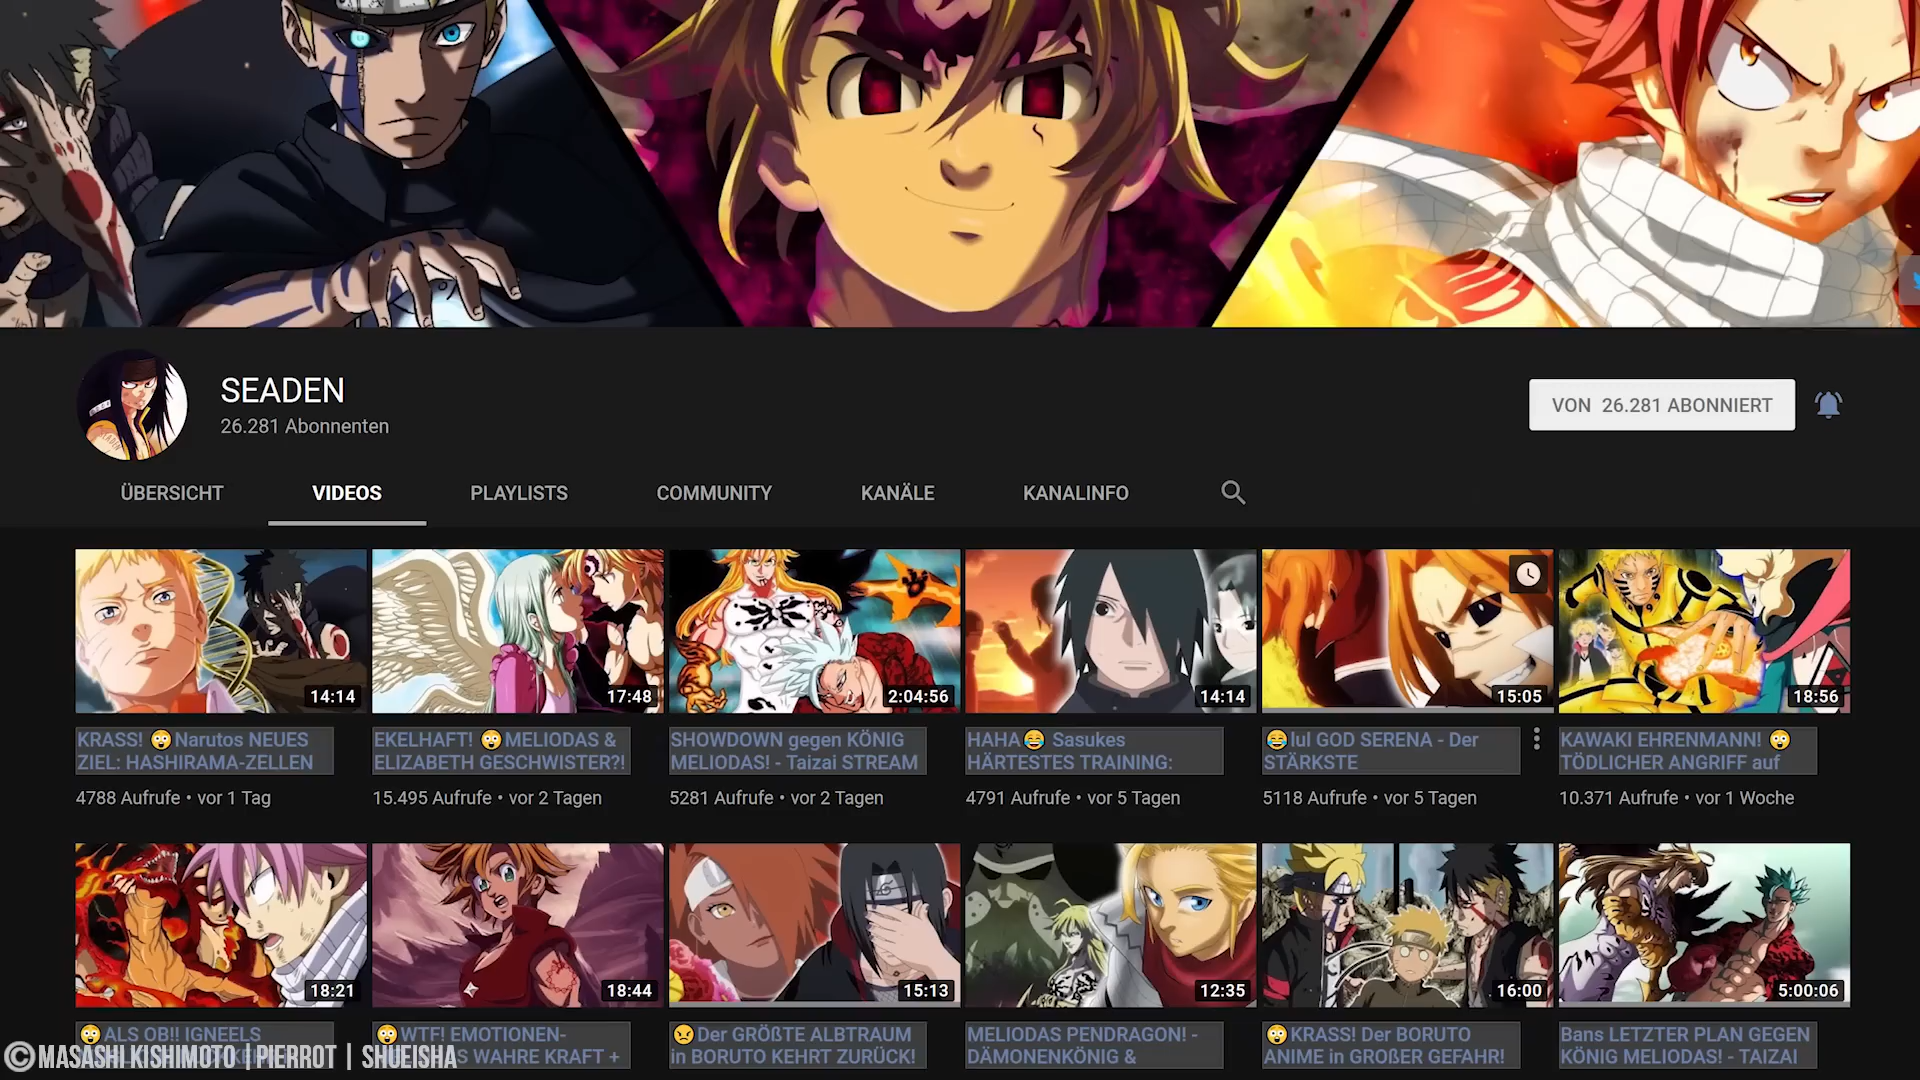 SEADEN
26.281 Abonnenten
VON 26.281 ABONNIERT
ÜBERSICHT
VIDEOS
PLAYLISTS
COMMUNITY
KANÄLE
KANALINFO
14:14
17:48
2:04:56
14:14
15:05
18:56
KRASS! 😲Narutos NEUES
ZIEL: HASHIRAMA-ZELLEN
4788 Aufrufe • vor 1 Tag
EKELHAFT! 😲MELIODAS &
ELIZABETH GESCHWISTER?!
15.495 Aufrufe • vor 2 Tagen
SHOWDOWN gegen KÖNIG
MELIODAS! - Taizai STREAM
5281 Aufrufe • vor 2 Tagen
HAHA😂 Sasukes
HÄRTESTES TRAINING:
4791 Aufrufe • vor 5 Tagen
😂lul GOD SERENA - Der
STÄRKSTE
5118 Aufrufe • vor 5 Tagen
KAWAKI EHRENMANN! 😲
TÖDLICHER ANGRIFF auf
10.371 Aufrufe • vor 1 Woche
18:21
18:44
15:13
12:35
16:00
5:00:06
😲ALS OB!! IGNEELS
😲WTF! EMOTIONEN-
WAHRE KRAFT +
😠Der GRÖßTE ALBTRAUM
in BORUTO KEHRT ZURÜCK!
MELIODAS PENDRAGON! -
DÄMONENKÖNIG &
😲KRASS! Der BORUTO
ANIME in GROßER GEFAHR!
Bans LETZTER PLAN GEGEN
KÖNIG MELIODAS! - TAIZAI
©MASASHI KISHIMOTO | PIERROT | SHUEISHA